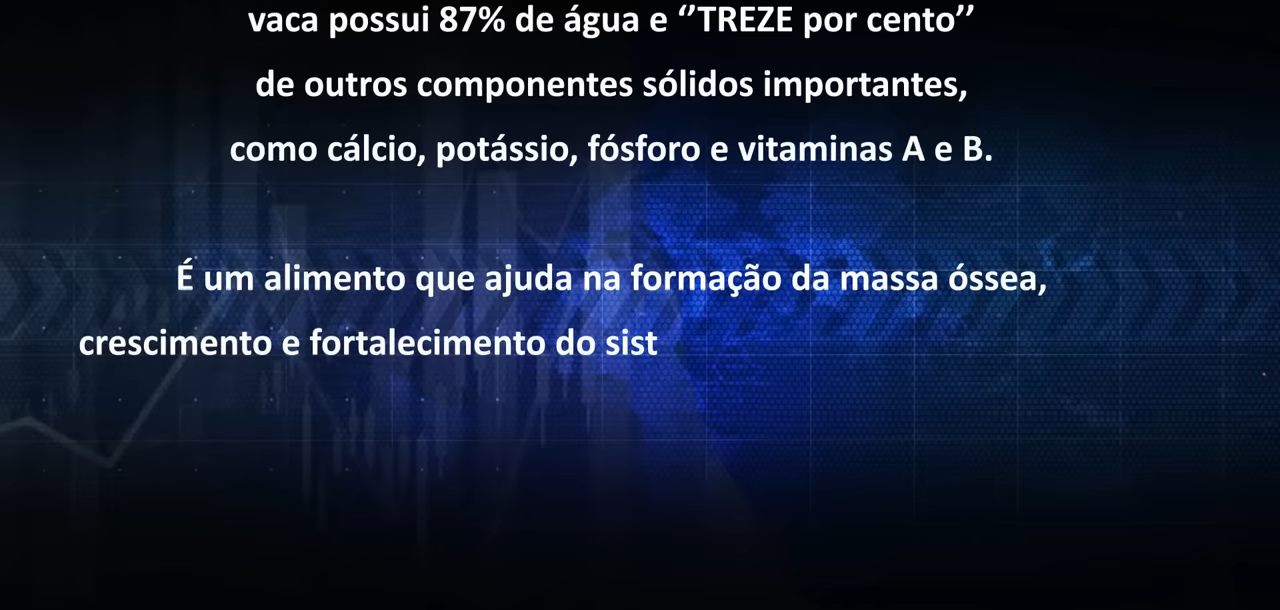 vaca possui 87% de água e ‘’TREZE por cento’’
de outros componentes sólidos importantes,
como cálcio, potássio, fósforo e vitaminas A e B.
É um alimento que ajuda na formação da massa óssea,
crescimento e fortalecimento do sist